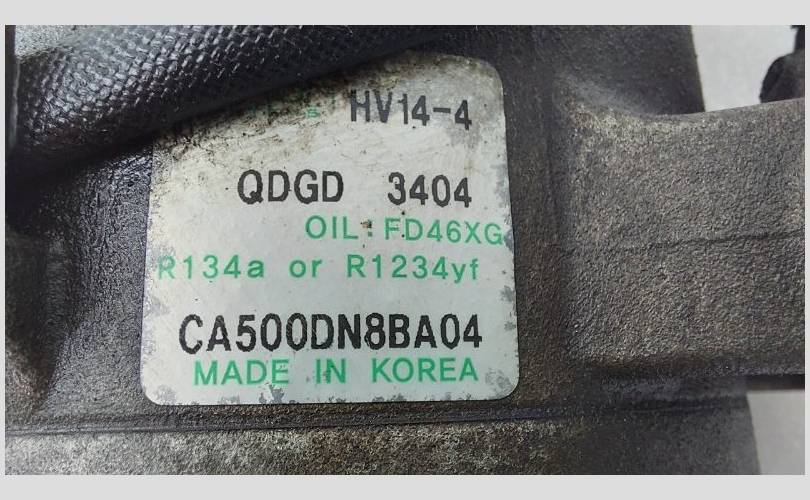 HV14-4
QDGD 3404
OIL: FD46XG
R134a or R1234yf
CA500DN8BA04
MADE IN KOREA